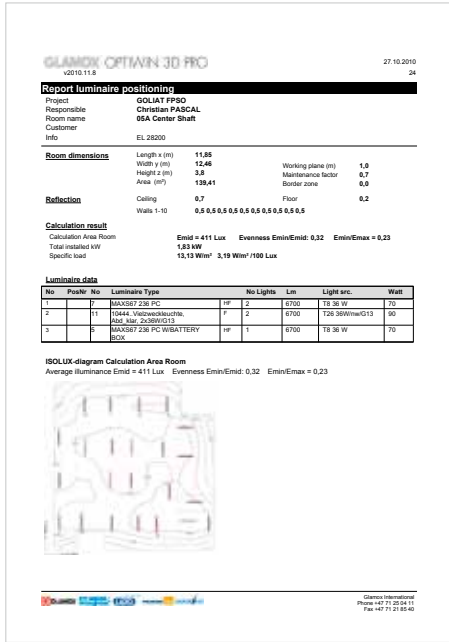 GLAMOX OPTIWIN 3D PRO
27.10.2010
v2010.11.8
24
Report luminaire positioning
Project GOLIAT FPSO
Responsible Christian PASCAL
Room name 05A Center Shaft
Customer
Info EL 28200
Room dimensions Length x (m) 11,85
Width y (m) 12,46 Working plane (m) 1,0
Height z (m) 3,8 Maintenance factor 0,7
Area (m²) 139,41 Border zone 0,0
Reflection Ceiling 0,7 Floor 0,2
Walls 1-10 0,5 0,5 0,5 0,5 0,5 0,5 0,5 0,5 0,5 0,5
Calculation result
Calculation Area Room Emid = 411 Lux Evenness Emin/Emid: 0,32 Emin/Emax = 0,23
Total installed kW 1,83 kW
Specific load 13,13 W/m² 3,19 W/m² /100 Lux
Luminaire data
No PosNr No Luminaire Type No Lights Lm Light src. Watt
1 7 MAXS67 236 PC HF 2 6700 T8 36 W 70
2 11 10444. Vielzweckleuchte, Abd_klar, 2x36W/G13 F 2 6700 T26 36W/nw/G13 90
3 5 MAXS67 236 PC W/BATTERY BOX HF 1 6700 T8 36 W 70
ISOLUX-diagram Calculation Area Room
Average illuminance Emid = 411 Lux Evenness Emin/Emid: 0,32 Emin/Emax = 0,23
GLAMOX
Glamox International
Phone +47 71 25 04 11
Fax +47 71 21 85 40